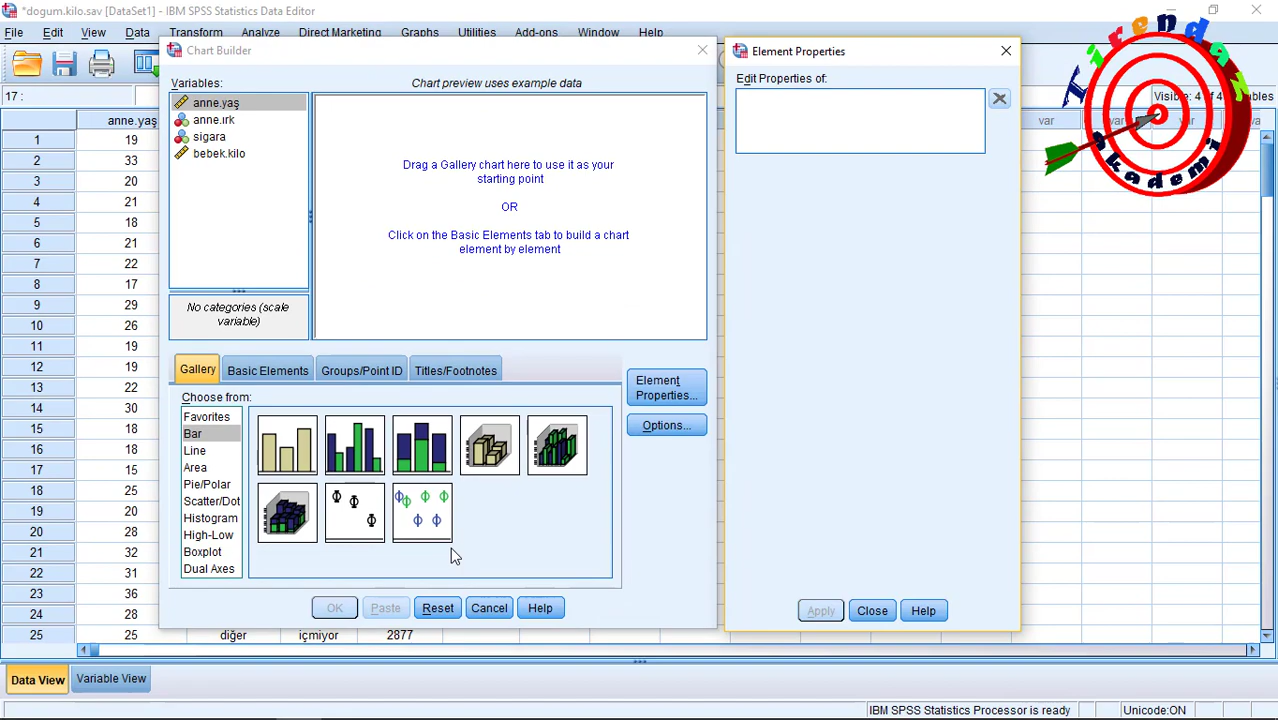 *dogum.kilo.sav [DataSet1] - IBM SPSS Statistics Data Editor
File Edit View Data Transform Analyze Direct Marketing Graphs Utilities Add-ons Window Help
Chart Builder
Variables:
anne.yaş
anne.ırk
sigara
bebek.kilo
No categories (scale
variable)
Chart preview uses example data
Drag a Gallery chart here to use it as your
starting point
OR
Click on the Basic Elements tab to build a chart
element by element
Gallery Basic Elements Groups/Point ID Titles/Footnotes
Choose from:
Favorites
Bar
Line
Area
Pie/Polar
Scatter/Dot
Histogram
High-Low
Boxplot
Dual Axes
Element
Properties...
Options...
OK Paste Reset Cancel Help
Element Properties
Edit Properties of:
Apply Close Help
Tirendaz
Akademi
17 :
anne.yaş var var var
1 19
2 33
3 20
4 21
5 18
6 21
7 22
8 17
9 29
10 26
11 19
12 19
13 22
14 30
15 18
16 18
17 15
18 25
19 20
20 28
21 32
22 31
23 36
24 28
25 25 diğer içmiyor 2877
Data View Variable View
IBM SPSS Statistics Processor is ready Unicode:ON